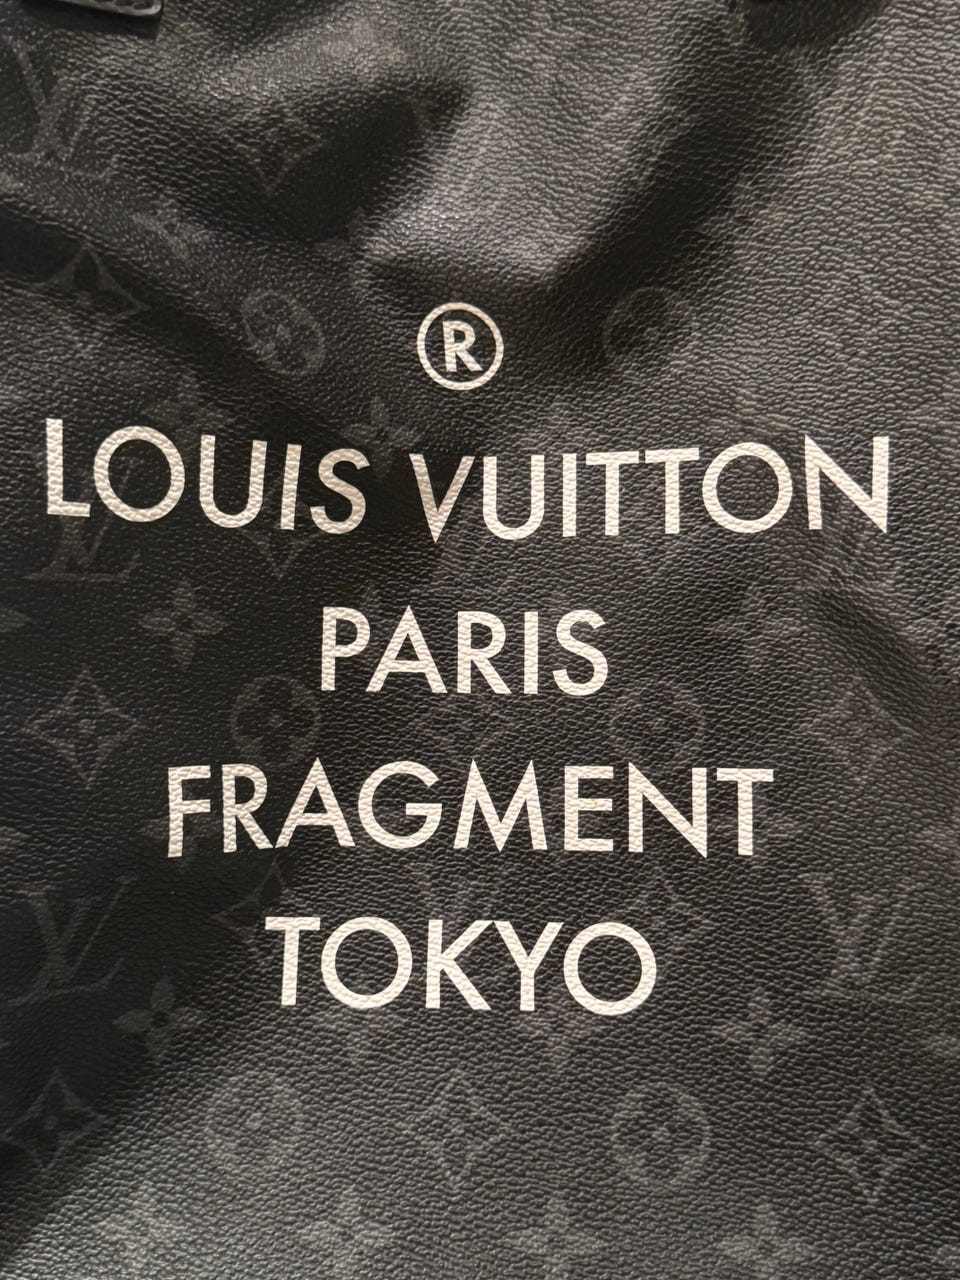 ®
LOUIS VUITTON
PARIS
FRAGMENT
TOKYO